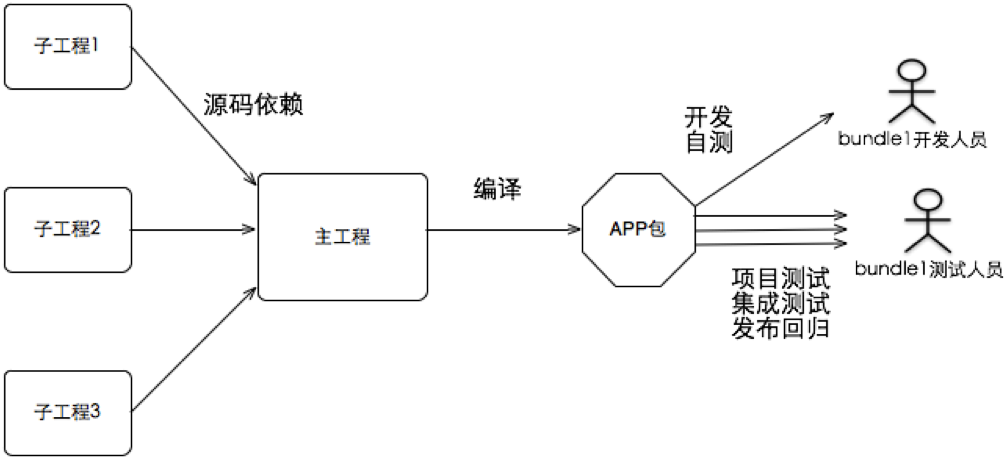 子工程1
源码依赖
子工程2
子工程3
主工程
编译
APP包
开发
自测
bundle1开发人员
bundle1测试人员
项目测试
集成测试
发布回归